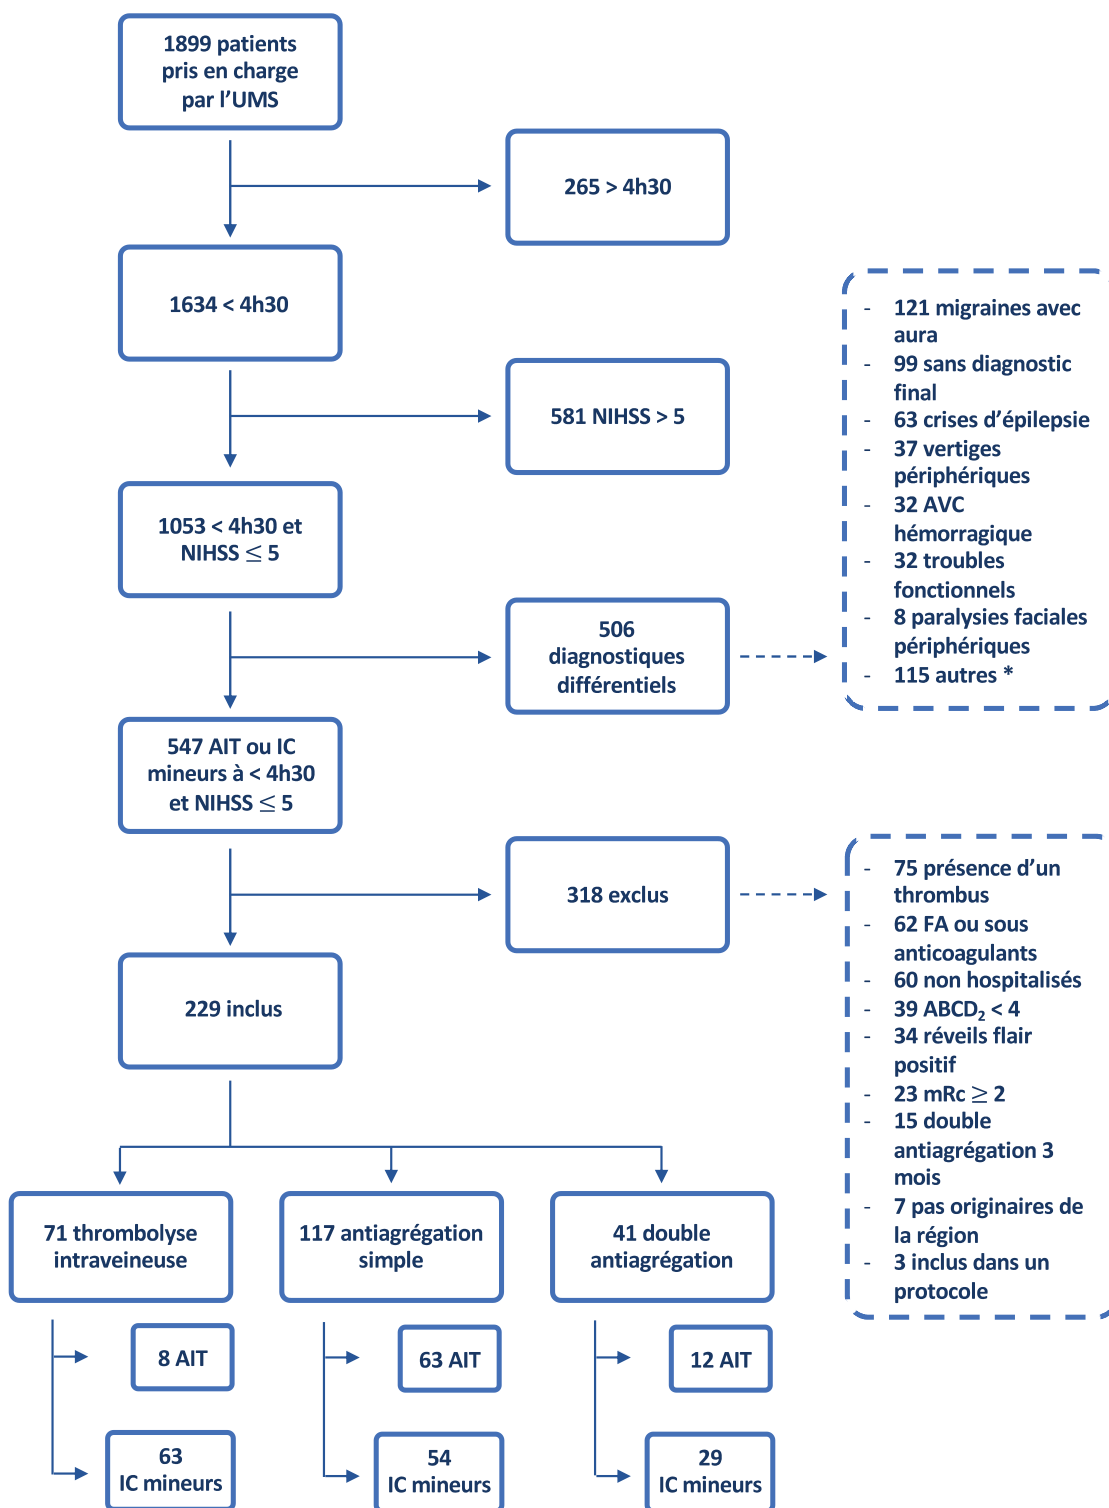 1899 patients
pris en charge
par l’UMS
265 > 4h30
1634 < 4h30
581 NIHSS > 5
1053 < 4h30 et
NIHSS ≤ 5
506
diagnostiques
différentiels
- 121 migraines avec
aura
- 99 sans diagnostic
final
- 63 crises d’épilepsie
- 37 vertiges
périphériques
- 32 AVC
hémorragique
- 32 troubles
fonctionnels
- 8 paralysies faciales
périphériques
- 115 autres *
547 AIT ou IC
mineurs à < 4h30
et NIHSS ≤ 5
318 exclus
- 75 présence d’un
thrombus
- 62 FA ou sous
anticoagulants
- 60 non hospitalisés
- 39 ABCD₂ < 4
- 34 réveils flair
positif
- 23 mRc ≥ 2
- 15 double
antiagrégation 3
mois
- 7 pas originaires de
la région
- 3 inclus dans un
protocole
229 inclus
71 thrombolyse
intraveineuse
117 antiagrégation
simple
41 double
antiagrégation
8 AIT
63 AIT
12 AIT
63
IC mineurs
54
IC mineurs
29
IC mineurs